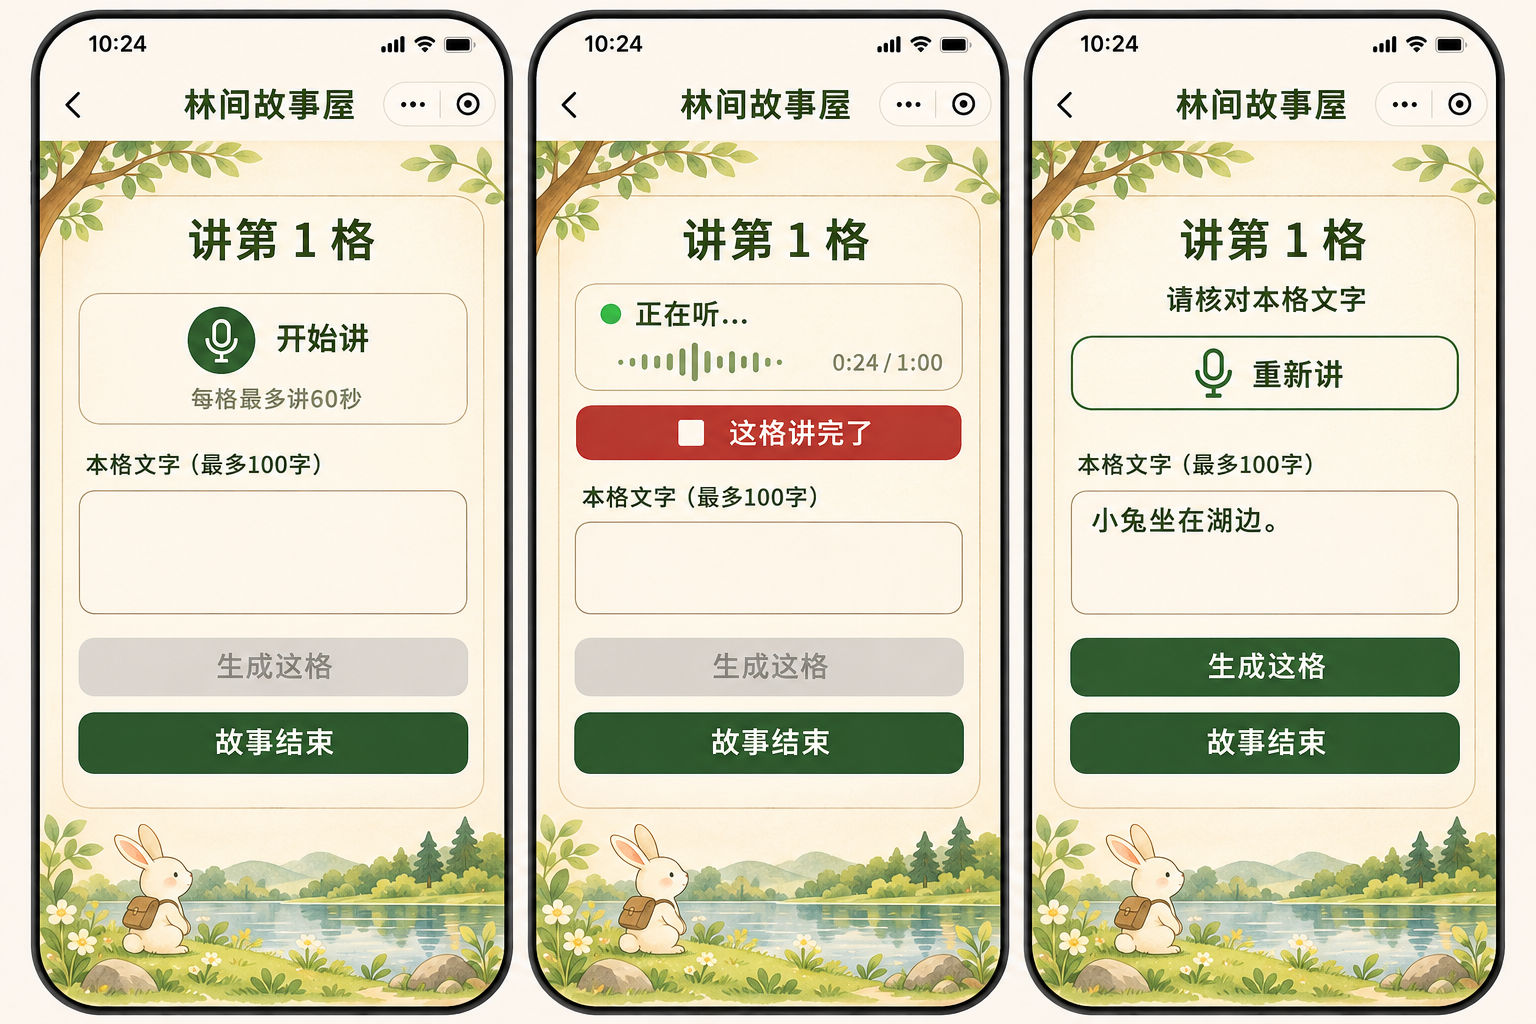 10:24
林间故事屋
讲第 1 格
开始讲
每格最多讲60秒
本格文字（最多100字）
生成这格
故事结束
10:24
林间故事屋
讲第 1 格
正在听...
0:24 / 1:00
这格讲完了
本格文字（最多100字）
生成这格
故事结束
10:24
林间故事屋
讲第 1 格
请核对本格文字
重新讲
本格文字（最多100字）
小兔坐在湖边。
生成这格
故事结束